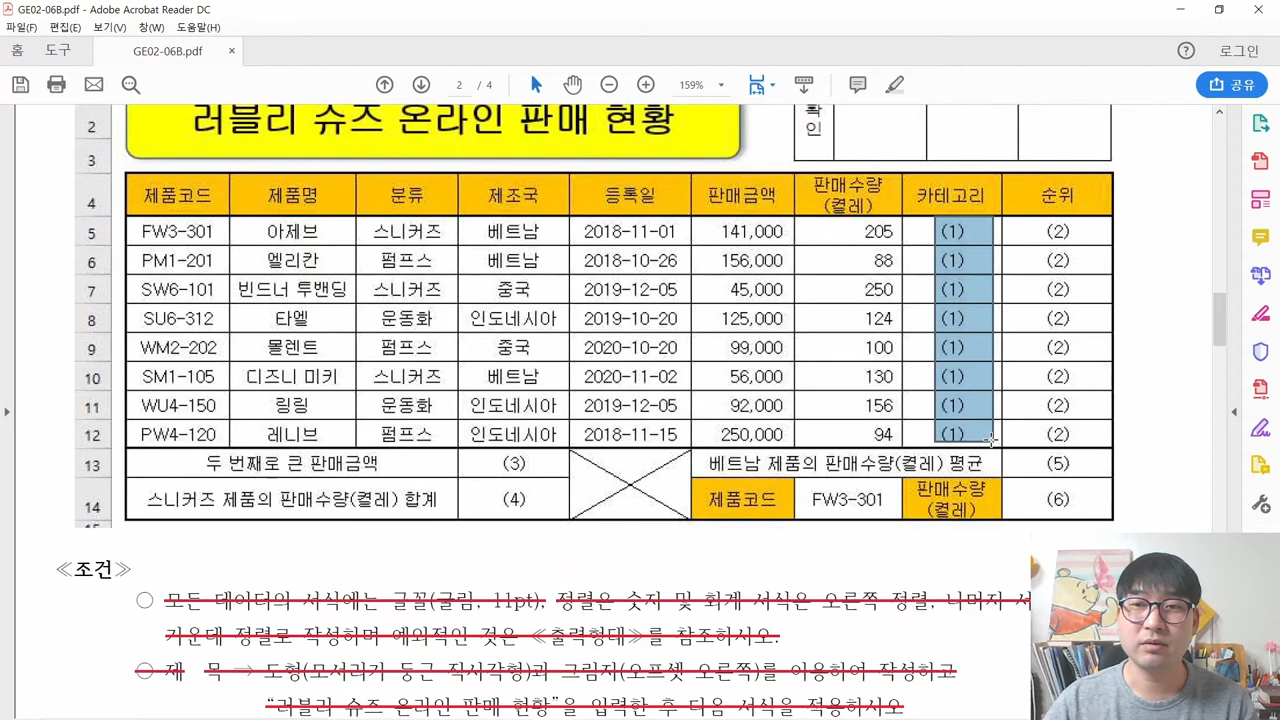 GE02-06B.pdf - Adobe Acrobat Reader DC
파일(F) 편집(E) 보기(V) 창(W) 도움말(H)
홈 도구 GE02-06B.pdf × 로그인
2 / 4 159% 공유
2 러블리 슈즈 온라인 판매 현황 확인
3
4 제품코드 제품명 분류 제조국 등록일 판매금액 판매수량(켤레) 카테고리 순위
5 FW3-301 아제브 스니커즈 베트남 2018-11-01 141,000 205 (1) (2)
6 PM1-201 엘리칸 펌프스 베트남 2018-10-26 156,000 88 (1) (2)
7 SW6-101 빈드너 투밴딩 스니커즈 중국 2019-12-05 45,000 250 (1) (2)
8 SU6-312 타엘 운동화 인도네시아 2019-10-20 125,000 124 (1) (2)
9 WM2-202 몰렌트 펌프스 중국 2020-10-20 99,000 100 (1) (2)
10 SM1-105 디즈니 미키 스니커즈 베트남 2020-11-02 56,000 130 (1) (2)
11 WU4-150 링링 운동화 인도네시아 2019-12-05 92,000 156 (1) (2)
12 PW4-120 레니브 펌프스 인도네시아 2018-11-15 250,000 94 (1) (2)
13 두 번째로 큰 판매금액 (3) 베트남 제품의 판매수량(켤레) 평균 (5)
14 스니커즈 제품의 판매수량(켤레) 합계 (4) 제품코드 FW3-301 판매수량(켤레) (6)
≪조건≫
○ 모든 데이터의 서식에는 글꼴(굴림, 11pt), 정렬은 숫자 및 회계 서식은 오른쪽 정렬, 나머지 서
가운데 정렬로 작성하며 예외적인 것은 ≪출력형태≫를 참조하시오.
○ 제 목 → 도형(모서리가 둥근 직사각형)과 그림자(오프셋 오른쪽)를 이용하여 작성하고
“러블리 슈즈 온라인 판매 현황”을 입력한 후 다음 서식을 적용하시오